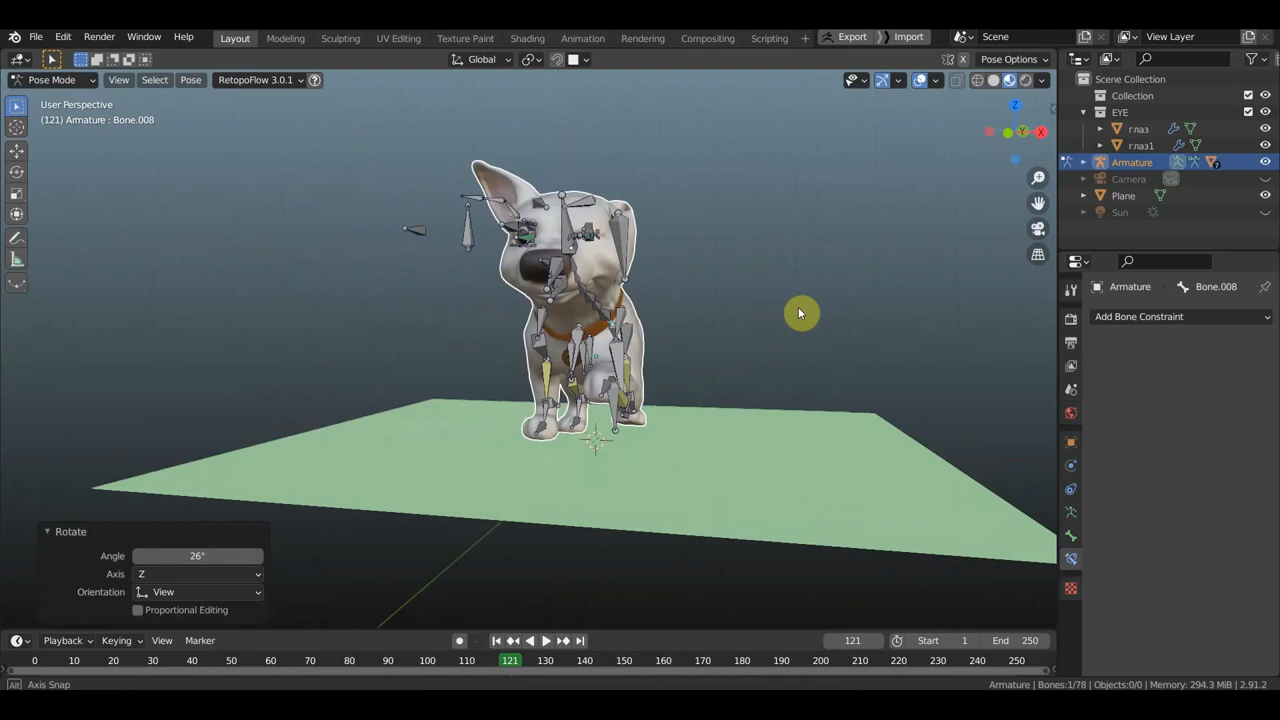 File Edit Render Window Help Layout Modeling Sculpting UV Editing Texture Paint Shading Animation Rendering Compositing Scripting + Export Import Scene View Layer
Global X Pose Options
Pose Mode View Select Pose RetopoFlow 3.0.1 ?
User Perspective
(121) Armature : Bone.008
Z
Y
X
Scene Collection
Collection
EYE
глаз
глаз1
Armature
7
Camera
Plane
Sun
Armature Bone.008
Add Bone Constraint
Rotate
Angle 26°
Axis Z
Orientation View
Proportional Editing
Playback Keying View Marker 121 Start 1 End 250
0 10 20 30 40 50 60 70 80 90 100 110 121 130 140 150 160 170 180 190 200 210 220 230 240 250
Alt Axis Snap Armature | Bones:1/78 | Objects:0/0 | Memory: 294.3 MiB | 2.91.2